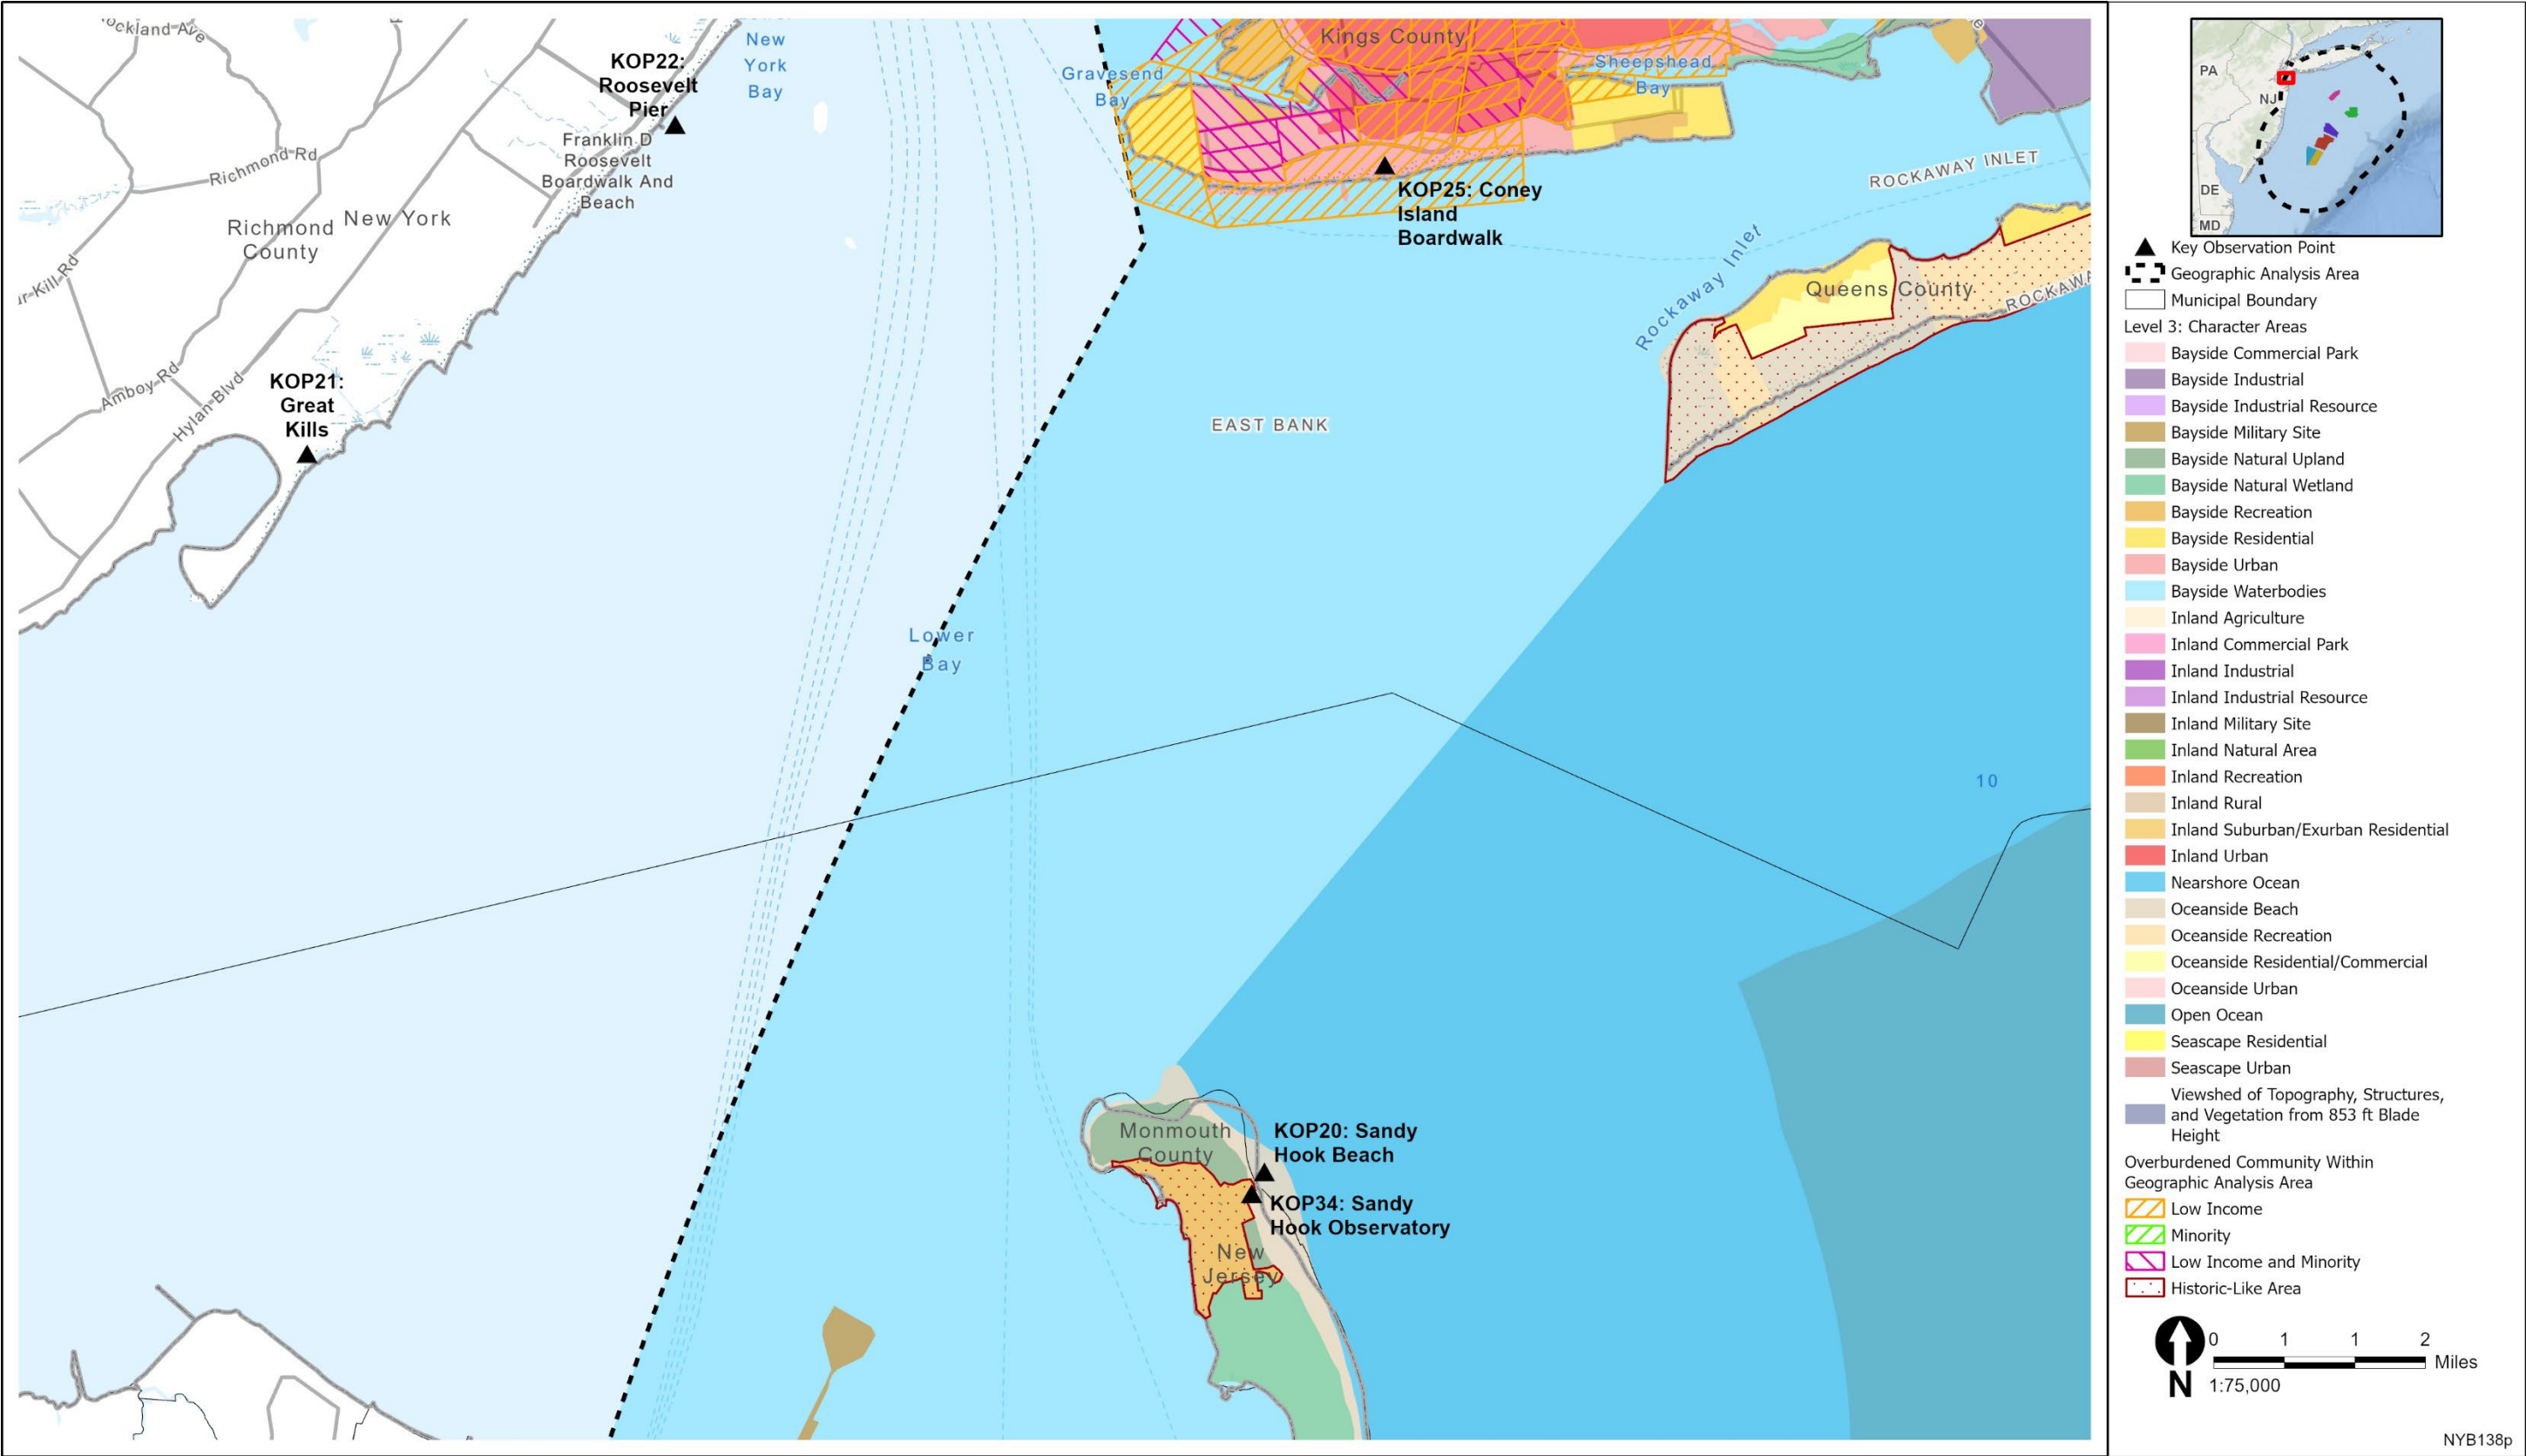 New
York
Bay
KOP22:
Roosevelt
Pier
Franklin D
Roosevelt
Boardwalk And
Beach
Richmond Rd
Richmond
County
New York
Amboy Rd
Hylan Blvd
KOP21:
Great
Kills
Kings County
Gravesend
Bay
Sheepshead
Bay
KOP25: Coney
Island
Boardwalk
ROCKAWAY INLET
Rockaway Inlet
Queens County
EAST BANK
Lower
Bay
10
Monmouth
County
KOP20: Sandy
Hook Beach
KOP34: Sandy
Hook Observatory
New
Jersey
PA
NJ
DE
MD
Key Observation Point
Geographic Analysis Area
Municipal Boundary
Level 3: Character Areas
Bayside Commercial Park
Bayside Industrial
Bayside Industrial Resource
Bayside Military Site
Bayside Natural Upland
Bayside Natural Wetland
Bayside Recreation
Bayside Residential
Bayside Urban
Bayside Waterbodies
Inland Agriculture
Inland Commercial Park
Inland Industrial
Inland Industrial Resource
Inland Military Site
Inland Natural Area
Inland Recreation
Inland Rural
Inland Suburban/Exurban Residential
Inland Urban
Nearshore Ocean
Oceanside Beach
Oceanside Recreation
Oceanside Residential/Commercial
Oceanside Urban
Open Ocean
Seascape Residential
Seascape Urban
Viewshed of Topography, Structures,
and Vegetation from 853 ft Blade
Height
Overburdened Community Within
Geographic Analysis Area
Low Income
Minority
Low Income and Minority
Historic-Like Area
0 1 1 2
Miles
N 1:75,000
NYB138p